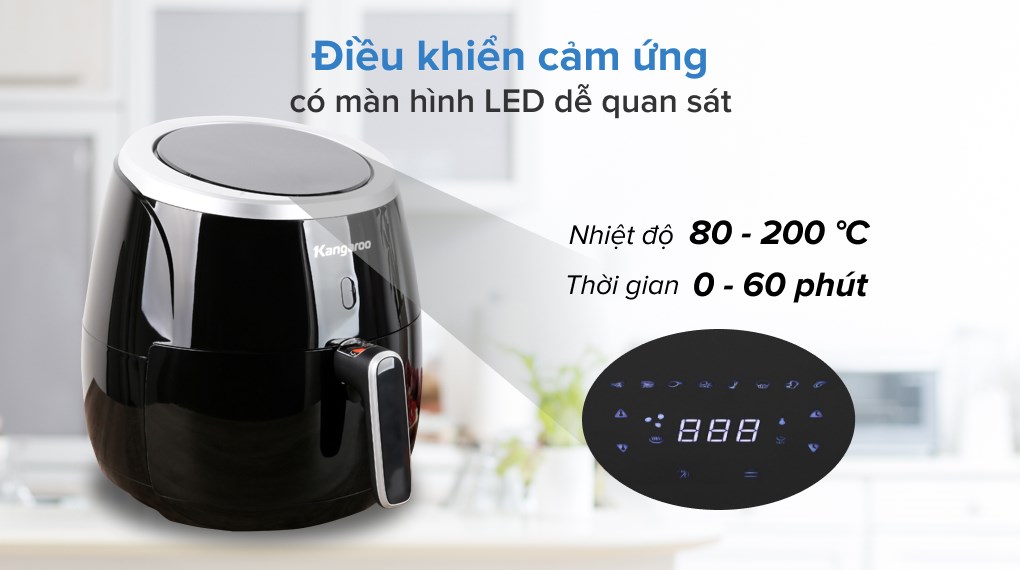 Điều khiển cảm ứng
có màn hình LED dễ quan sát
Kangaroo
Nhiệt độ 80 - 200 °C
Thời gian 0 - 60 phút
888